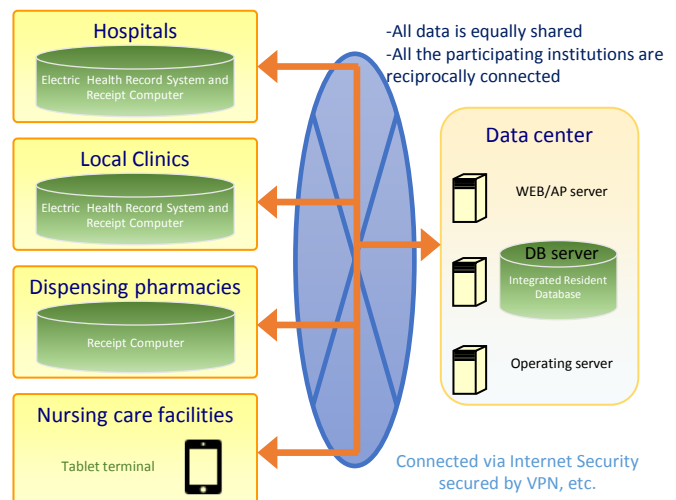 Hospitals
Electric Health Record System and
Receipt Computer
Local Clinics
Electric Health Record System and
Receipt Computer
Dispensing pharmacies
Receipt Computer
Nursing care facilities
Tablet terminal
-All data is equally shared
-All the participating institutions are
reciprocally connected
Data center
WEB/AP server
DB server
Integrated Resident
Database
Operating server
Connected via Internet Security
secured by VPN, etc.